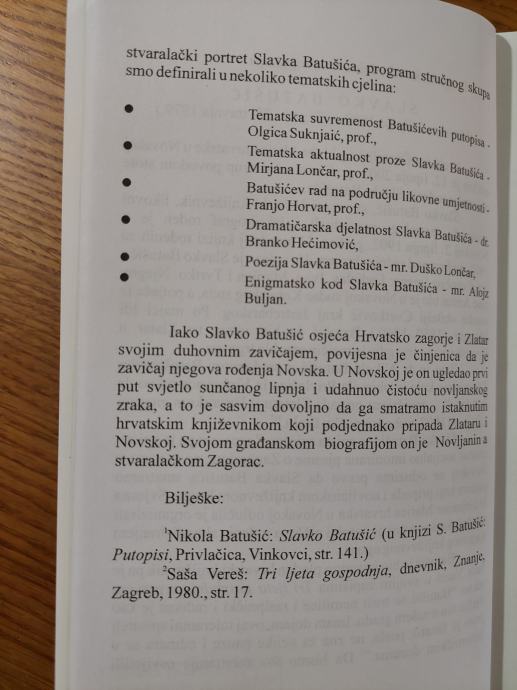 stvaralački portret Slavka Batušića, program stručnog skupa
smo definirali u nekoliko tematskih cjelina:
● Tematska suvremenost Batušićevih putopisa -
Olgica Suknjaić, prof.,
● Tematska aktualnost proze Slavka Batušića -
Mirjana Lončar, prof.,
● Batušićev rad na području likovne umjetnosti -
Franjo Horvat, prof.,
● Dramatičarska djelatnost Slavka Batušića - dr.
Branko Hećimović,
● Poezija Slavka Batušića - mr. Duško Lončar,
● Enigmatsko kod Slavka Batušića - mr. Alojz
Buljan.
Iako Slavko Batušić osjeća Hrvatsko zagorje i Zlatar
svojim duhovnim zavičajem, povijesna je činjenica da je
zavičaj njegova rođenja Novska. U Novskoj je on ugledao prvi
put svjetlo sunčanog lipnja i udahnuo čistoću novljanskog
zraka, a to je sasvim dovoljno da ga smatramo istaknutim
hrvatskim književnikom koji podjednako pripada Zlataru i
Novskoj. Svojom građanskom biografijom on je Novljanin a
stvaralačkom Zagorac.
Bilješke:
¹Nikola Batušić: Slavko Batušić (u knjizi S. Batušić:
Putopisi, Privlačica, Vinkovci, str. 141.)
²Saša Vereš: Tri ljeta gospodnja, dnevnik, Znanje,
Zagreb, 1980., str. 17.